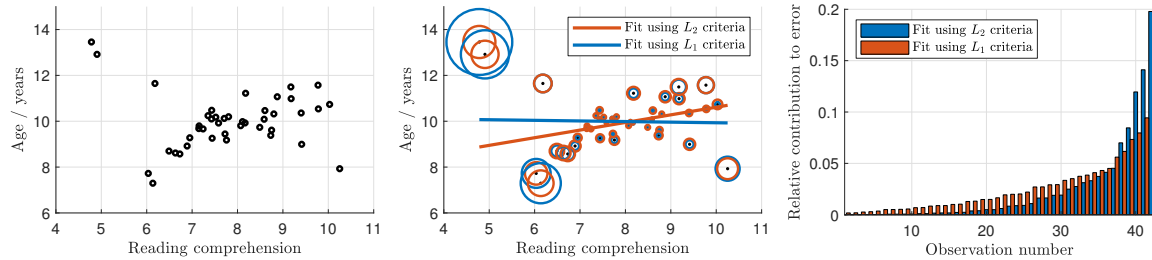 14
12
10
8
6
Age / years
4 5 6 7 8 9 10 11
Reading comprehension
14
12
10
8
6
Age / years
Fit using L₂ criteria
Fit using L₁ criteria
4 5 6 7 8 9 10 11
Reading comprehension
0.2
0.15
0.1
0.05
0
Relative contribution to error
Fit using L₂ criteria
Fit using L₁ criteria
10 20 30 40
Observation number